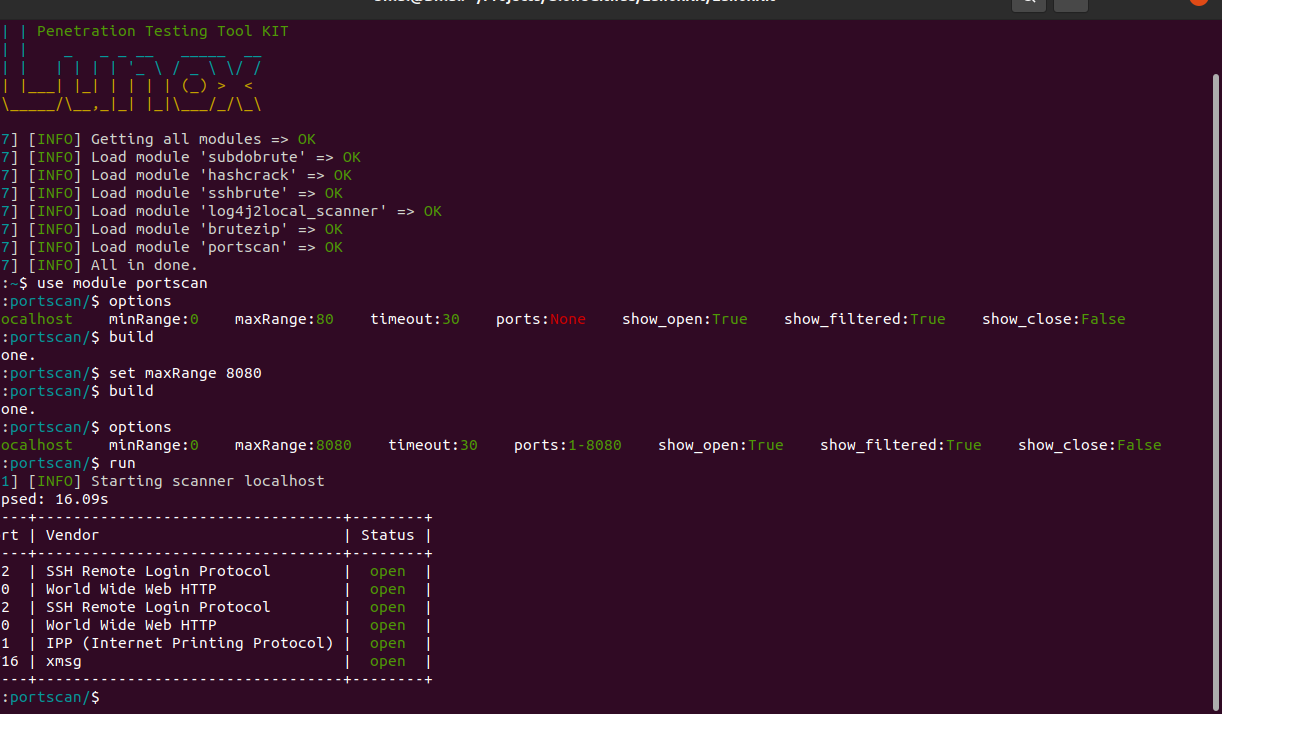 | | Penetration Testing Tool KIT
| |     _   _ _ __   _____  __
| |   | | | | '_ \ / _ \ \/ /
| |___| |_| | | | | (_) >  <
\_____/\__,_|_| |_|\___/_/\_\
7] [INFO] Getting all modules => OK
7] [INFO] Load module 'subdobrute' => OK
7] [INFO] Load module 'hashcrack' => OK
7] [INFO] Load module 'sshbrute' => OK
7] [INFO] Load module 'log4j2local_scanner' => OK
7] [INFO] Load module 'brutezip' => OK
7] [INFO] Load module 'portscan' => OK
7] [INFO] All in done.
:~$ use module portscan
:portscan/$ options
ocalhost    minRange:0    maxRange:80    timeout:30    ports:None    show_open:True    show_filtered:True    show_close:False
:portscan/$ build
one.
:portscan/$ set maxRange 8080
:portscan/$ build
one.
:portscan/$ options
ocalhost    minRange:0    maxRange:8080    timeout:30    ports:1-8080    show_open:True    show_filtered:True    show_close:False
:portscan/$ run
1] [INFO] Starting scanner localhost
psed: 16.09s
---+----------------------------------+--------+
rt | Vendor                           | Status |
---+----------------------------------+--------+
2  | SSH Remote Login Protocol        |  open  |
0  | World Wide Web HTTP              |  open  |
2  | SSH Remote Login Protocol        |  open  |
0  | World Wide Web HTTP              |  open  |
1  | IPP (Internet Printing Protocol) |  open  |
16 | xmsg                             |  open  |
---+----------------------------------+--------+
:portscan/$